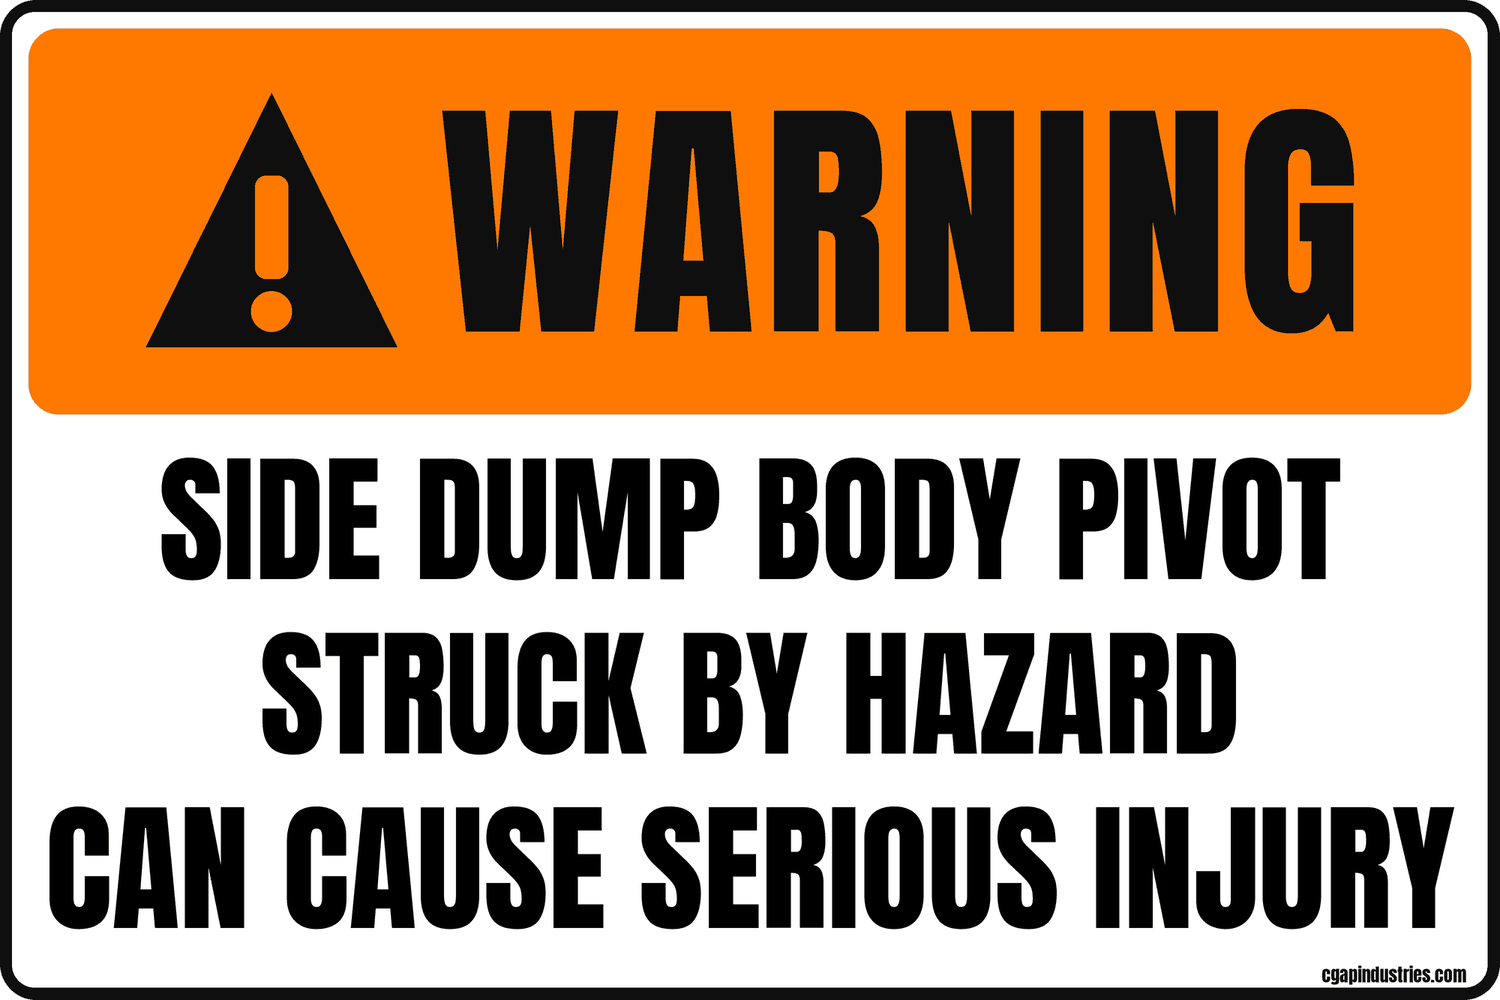 WARNING
SIDE DUMP BODY PIVOT
STRUCK BY HAZARD
CAN CAUSE SERIOUS INJURY
cgapindustries.com